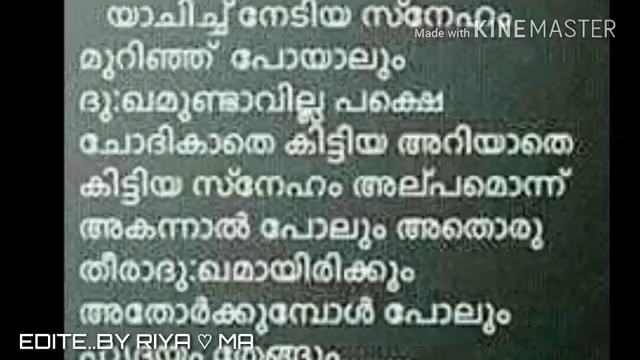 യാചിച്ച് നേടിയ സ്നേഹം
Made with KINEMASTER
മുറിഞ്ഞ് പോയാലും
ദു:ഖമുണ്ടാവില്ല പക്ഷെ
ചോദികാതെ കിട്ടിയ അറിയാതെ
കിട്ടിയ സ്നേഹം അല്പമൊന്ന്
അകന്നാൽ പോലും അതൊരു
തീരാദു:ഖമായിരിക്കും
അതോർക്കുമ്പോൾ പോലും
EDITE..BY RIYA ♡ MA